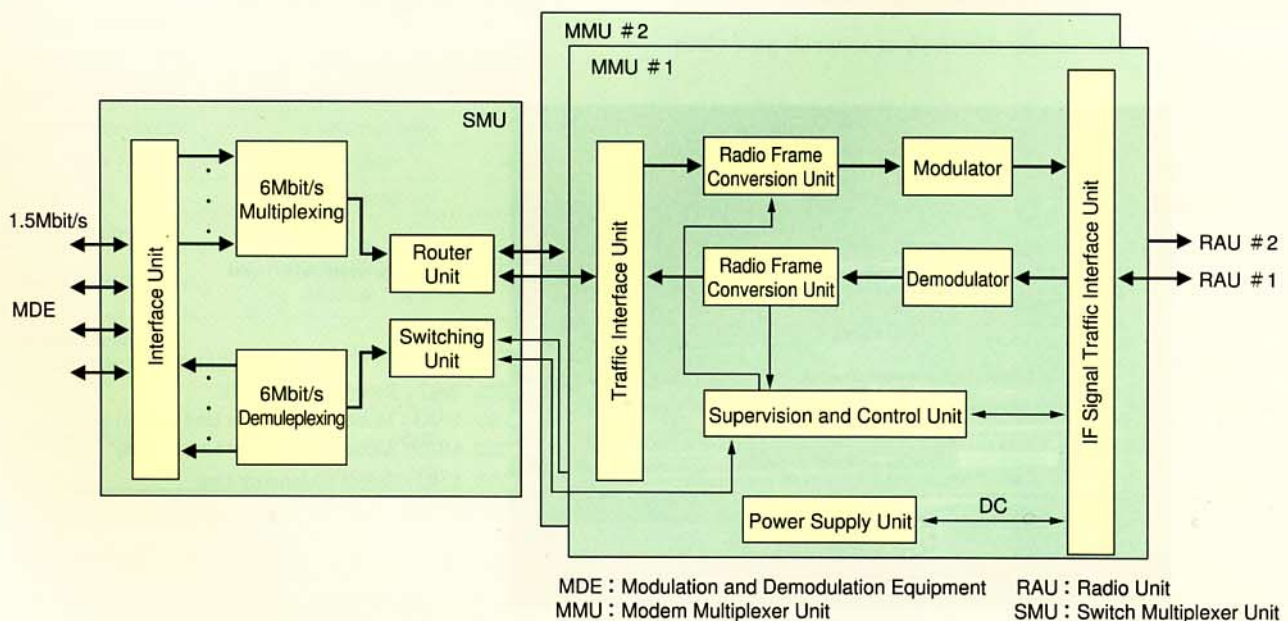 MMU #2
MMU #1
SMU
1.5Mbit/s
MDE
Interface Unit
6Mbit/s
Multiplexing
6Mbit/s
Demuleplexing
Router
Unit
Switching
Unit
Traffic Interface Unit
Radio Frame
Conversion Unit
Modulator
Radio Frame
Conversion Unit
Demodulator
Supervision and Control Unit
Power Supply Unit
DC
IF Signal Traffic Interface Unit
RAU #2
RAU #1
MDE : Modulation and Demodulation Equipment
RAU : Radio Unit
MMU : Modem Multiplexer Unit
SMU : Switch Multiplexer Unit